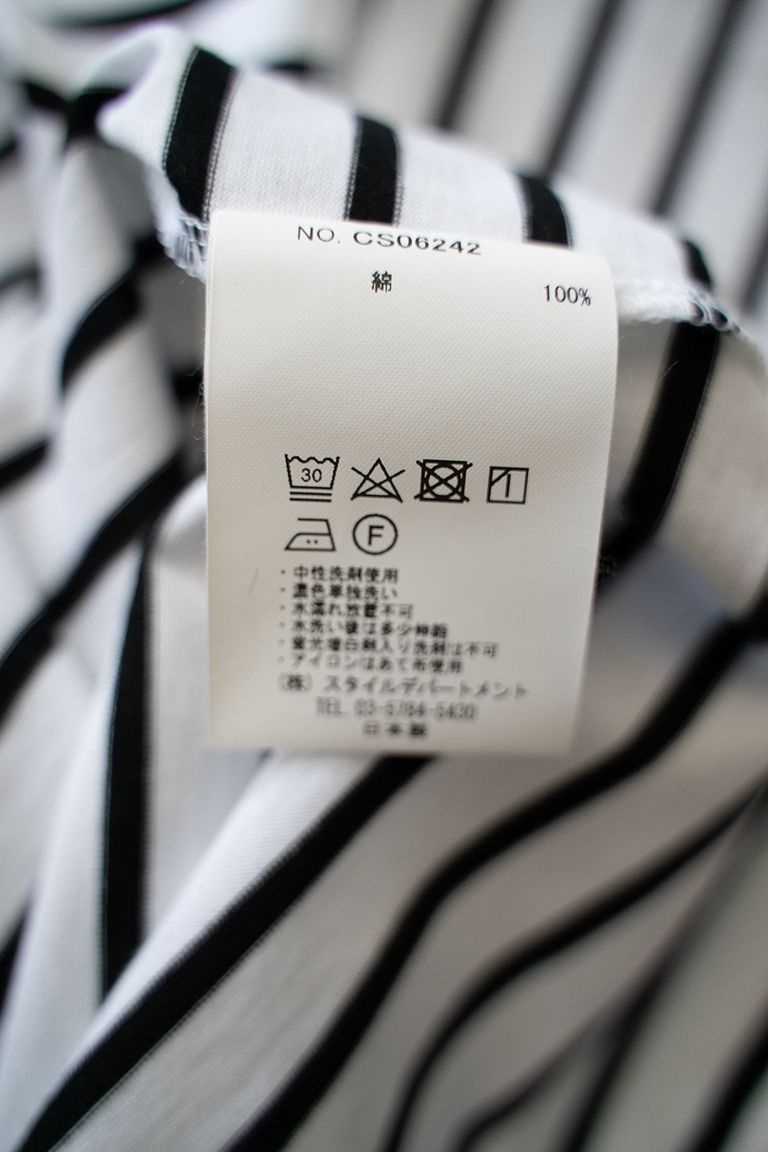 NO. CS06242
綿 100%
30
F
・中性洗剤使用
・濃色単独洗い
・水濡れ放置不可
・水洗い後は多少伸縮
・蛍光増白剤入り洗剤は不可
・アイロンはあて布使用
(株) スタイルデパートメント
TEL. 03-5784-5430
日本製